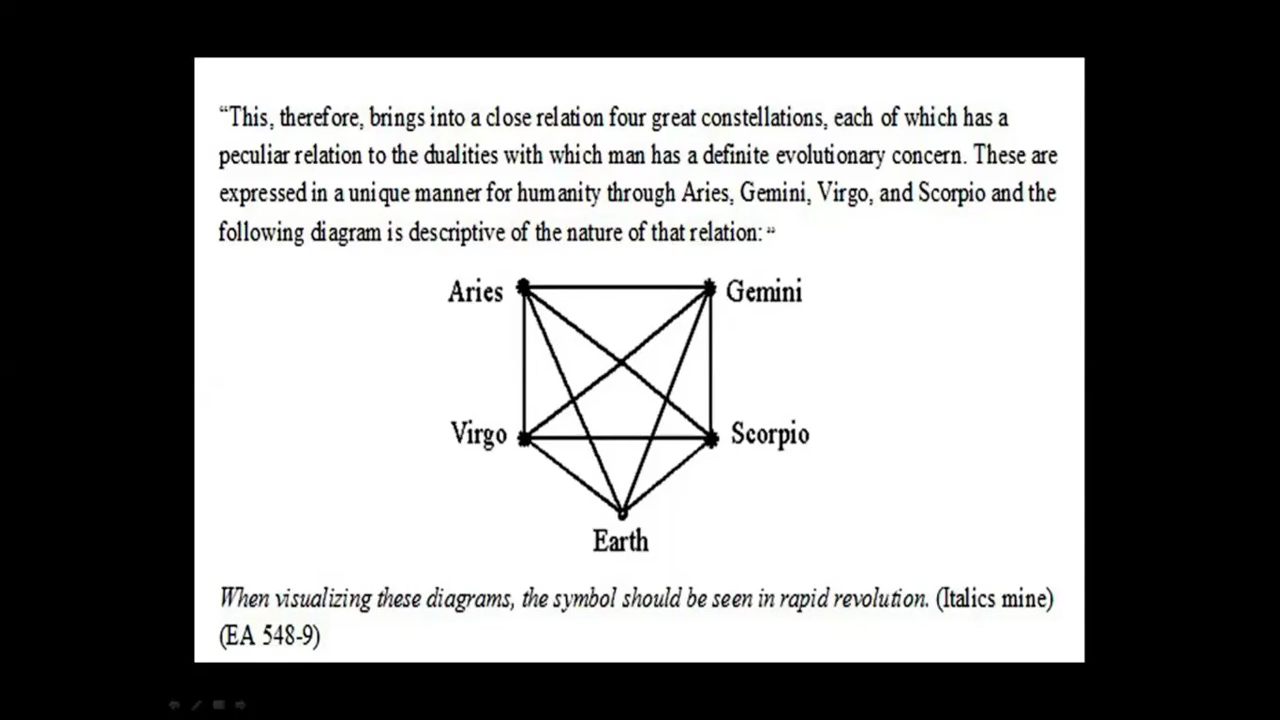 “This, therefore, brings into a close relation four great constellations, each of which has a
peculiar relation to the dualities with which man has a definite evolutionary concern. These are
expressed in a unique manner for humanity through Aries, Gemini, Virgo, and Scorpio and the
following diagram is descriptive of the nature of that relation: “
Aries
Gemini
Virgo
Scorpio
Earth
When visualizing these diagrams, the symbol should be seen in rapid revolution. (Italics mine)
(EA 548-9)